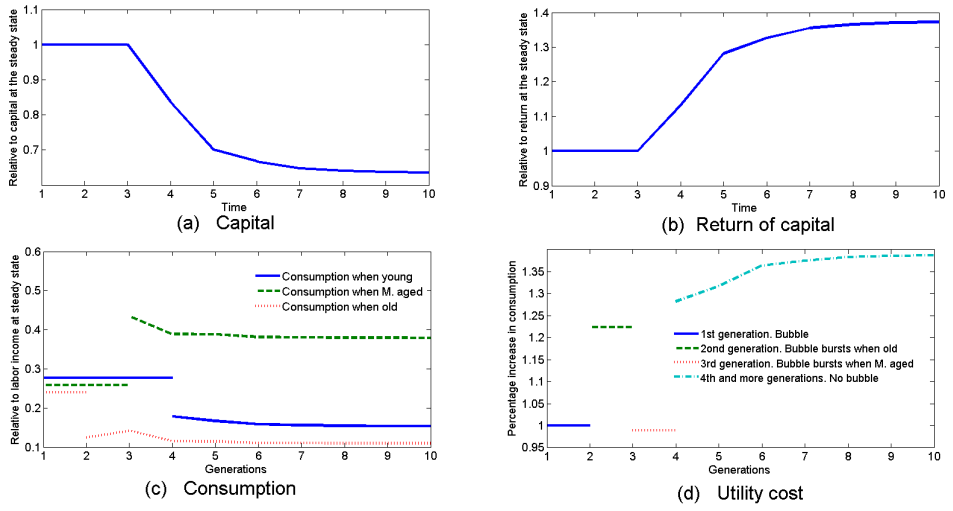 Relative to capital at the steady state
1.1
1
0.9
0.8
0.7
1 2 3 4 5 6 7 8 9 10
Time
(a) Capital
Relative to return at the steady state
1.4
1.3
1.2
1.1
1
0.9
1 2 3 4 5 6 7 8 9 10
Time
(b) Return of capital
Relative to labor income at steady state
0.6
0.5
0.4
0.3
0.2
0.1
Consumption when young
Consumption when M. aged
Consumption when old
1 2 3 4 5 6 7 8 9 10
Generations
(c) Consumption
Percentage increase in consumption
1.35
1.3
1.25
1.2
1.15
1.1
1.05
1
0.95
1st generation. Bubble
2ond generation. Bubble bursts when old
3rd generation. Bubble bursts when M. aged
4th and more generations. No bubble
1 2 3 4 5 6 7 8 9 10
Generations
(d) Utility cost